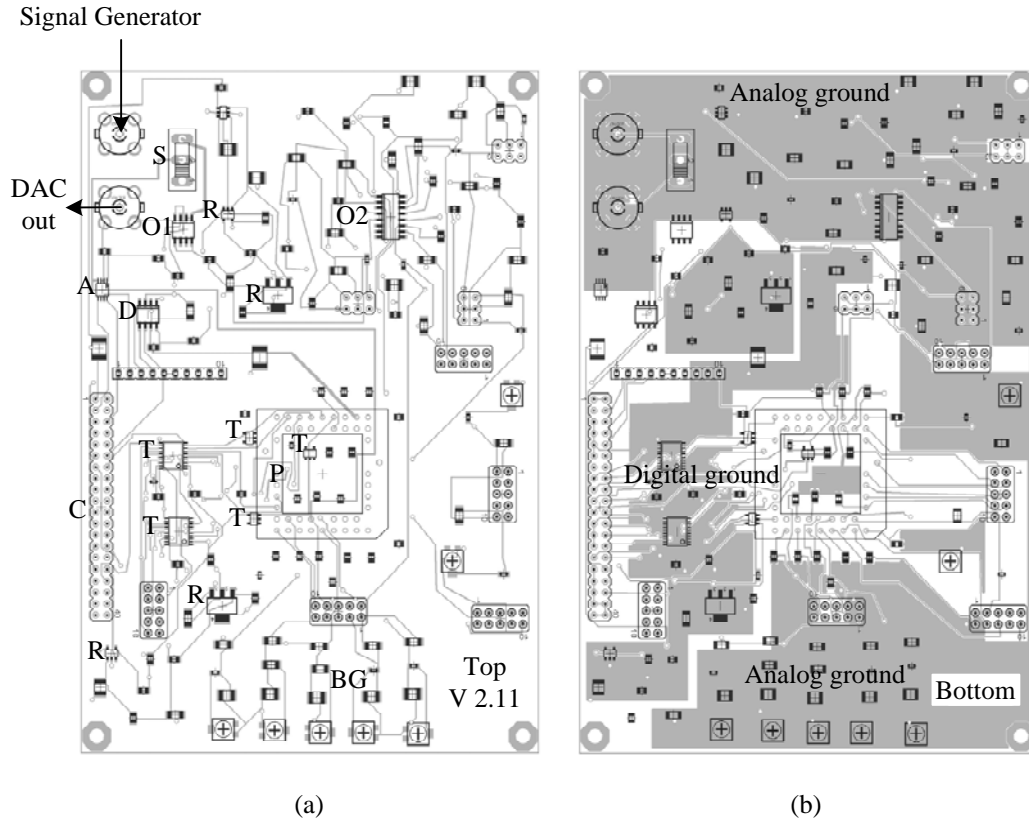 Signal Generator
DAC
out
S
O1
R
O2
A
R
D
T
T
T
P
C
T
T
R
R
BG
Top
V 2.11
Analog ground
Digital ground
Analog ground
Bottom
(a)
(b)